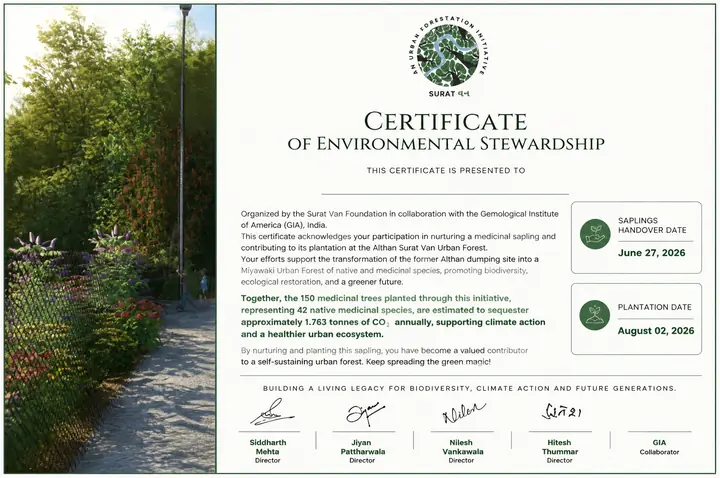 AN URBAN FORESTATION INITIATIVE
SURAT વન
CERTIFICATE
OF ENVIRONMENTAL STEWARDSHIP
THIS CERTIFICATE IS PRESENTED TO
Organized by the Surat Van Foundation in collaboration with the Gemological Institute
of America (GIA), India.
This certificate acknowledges your participation in nurturing a medicinal sapling and
contributing to its plantation at the Althan Surat Van Urban Forest.
Your efforts support the transformation of the former Althan dumping site into a
Miyawaki Urban Forest of native and medicinal species, promoting biodiversity,
ecological restoration, and a greener future.
Together, the 150 medicinal trees planted through this initiative,
representing 42 native medicinal species, are estimated to sequester
approximately 1.763 tonnes of CO₂ annually, supporting climate action
and a healthier urban ecosystem.
By nurturing and planting this sapling, you have become a valued contributor
to a self-sustaining urban forest. Keep spreading the green magic!
SAPLINGS
HANDOVER DATE
June 27, 2026
PLANTATION DATE
August 02, 2026
BUILDING A LIVING LEGACY FOR BIODIVERSITY, CLIMATE ACTION AND FUTURE GENERATIONS.
Siddharth
Mehta
Director
Jiyan
Pattharwala
Director
Nilesh
Vankawala
Director
Hitesh
Thummar
Director
GIA
Collaborator